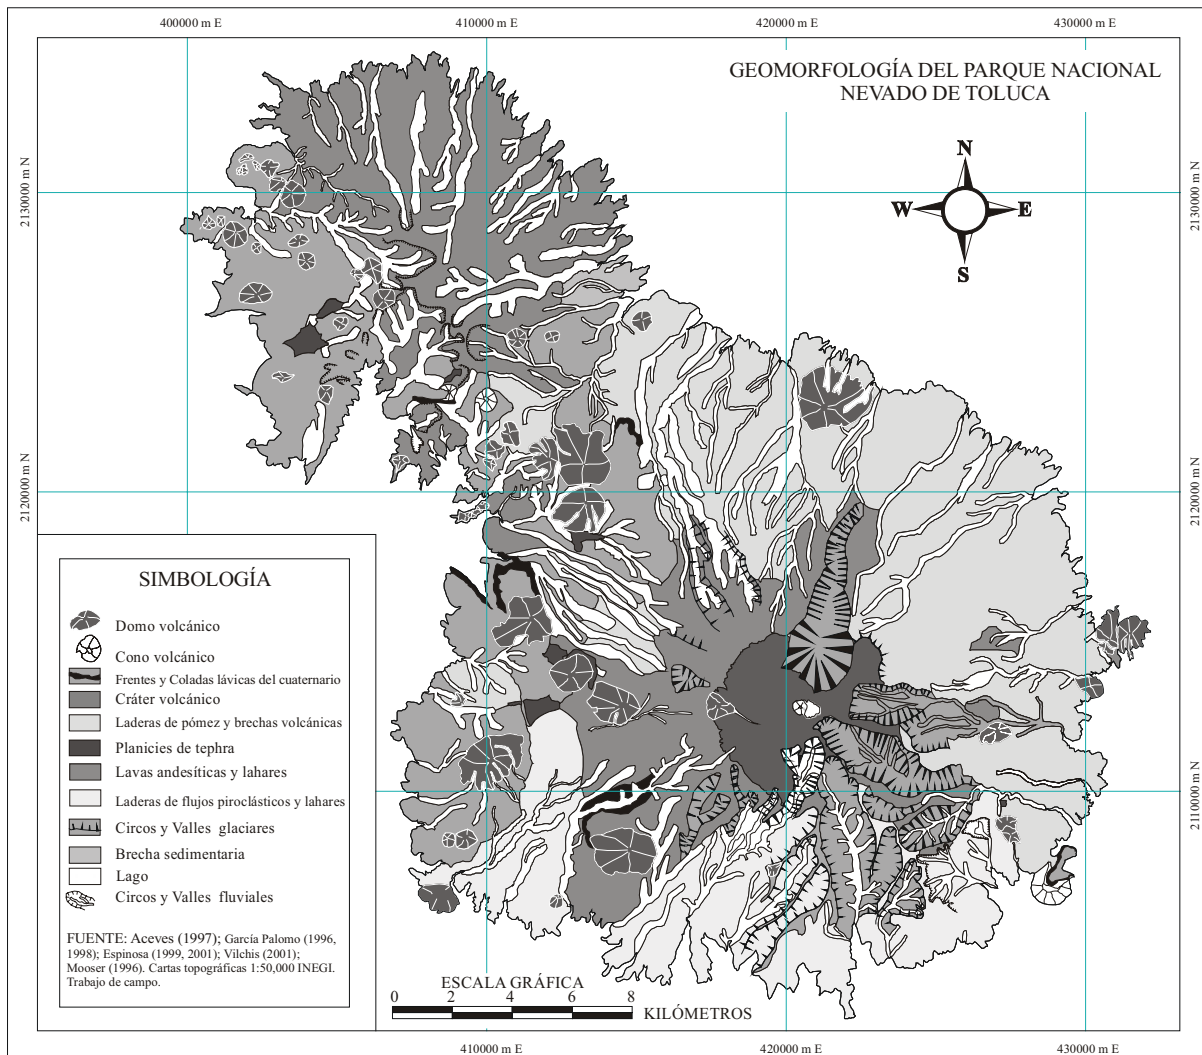 400000 m E
410000 m E
420000 m E
430000 m E
GEOMORFOLOGÍA DEL PARQUE NACIONAL
NEVADO DE TOLUCA
N
W
E
S
2130000 m N
2130000 m N
2120000 m N
2120000 m N
2110000 m N
SIMBOLOGÍA
Domo volcánico
Cono volcánico
Frentes y Coladas lávicas del cuaternario
Cráter volcánico
Laderas de pómez y brechas volcánicas
Planicies de tephra
Lavas andesíticas y lahares
Laderas de flujos piroclásticos y lahares
Circos y Valles glaciares
Brecha sedimentaria
Lago
Circos y Valles fluviales
FUENTE: Aceves (1997); García Palomo (1996,
1998); Espinosa (1999, 2001); Vilchis (2001);
Mooser (1996). Cartas topográficas 1:50,000 INEGI.
Trabajo de campo.
ESCALA GRÁFICA
0 2 4 6 8
KILÓMETROS
410000 m E
420000 m E
430000 m E